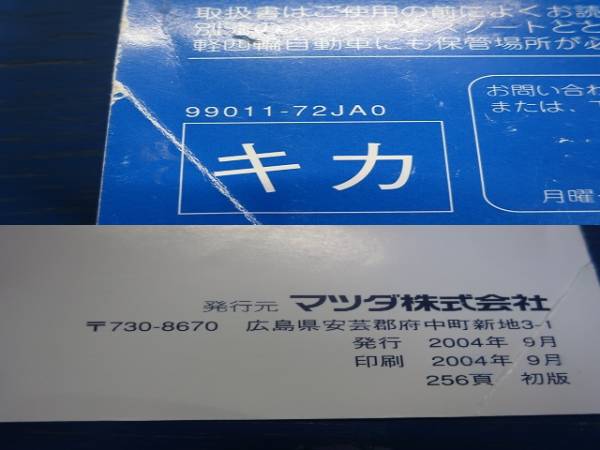 取扱書はご使用の前によくお読
軽四輪自動車にも保管場所が必
99011-72JA0
キカ
お問い合わ
または、
月曜
発行元 マツダ株式会社
〒730-8670 広島県安芸郡府中町新地3-1
発行 2004年 9月
印刷 2004年 9月
256頁 初版